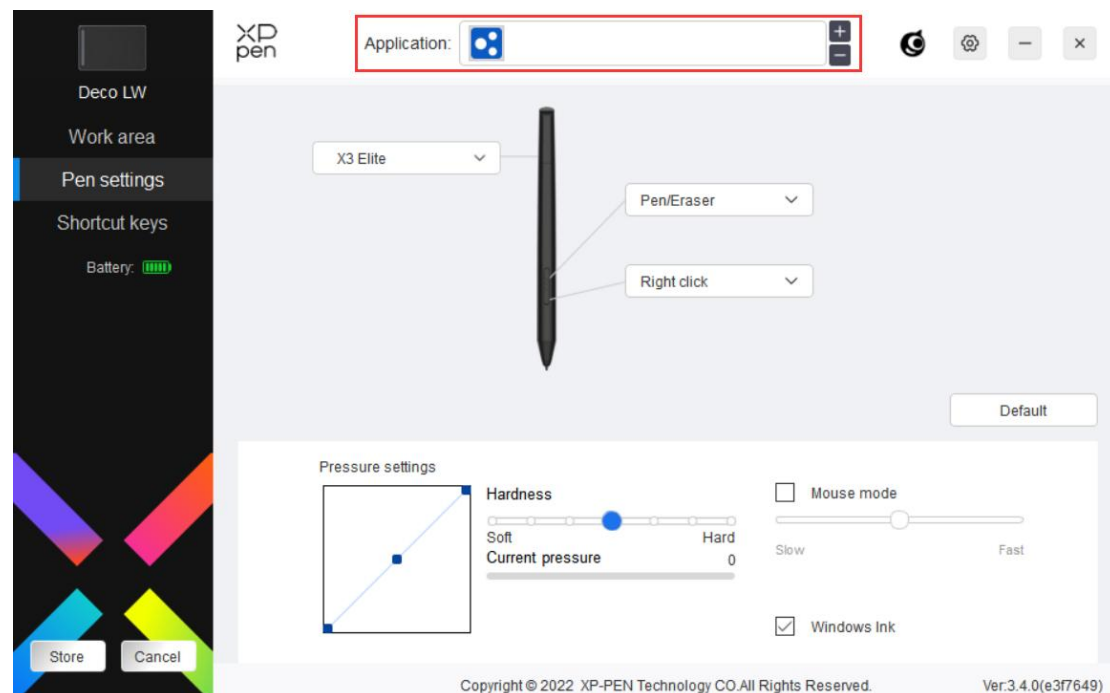 XP
pen
Application:
Deco LW
Work area
Pen settings
Shortcut keys
Battery:
X3 Elite
Pen/Eraser
Right click
Default
Pressure settings
Hardness
Soft Hard
Current pressure 0
Mouse mode
Slow Fast
Windows Ink
Store Cancel
Copyright © 2022 XP-PEN Technology CO.All Rights Reserved. Ver:3.4.0(e3f7649)